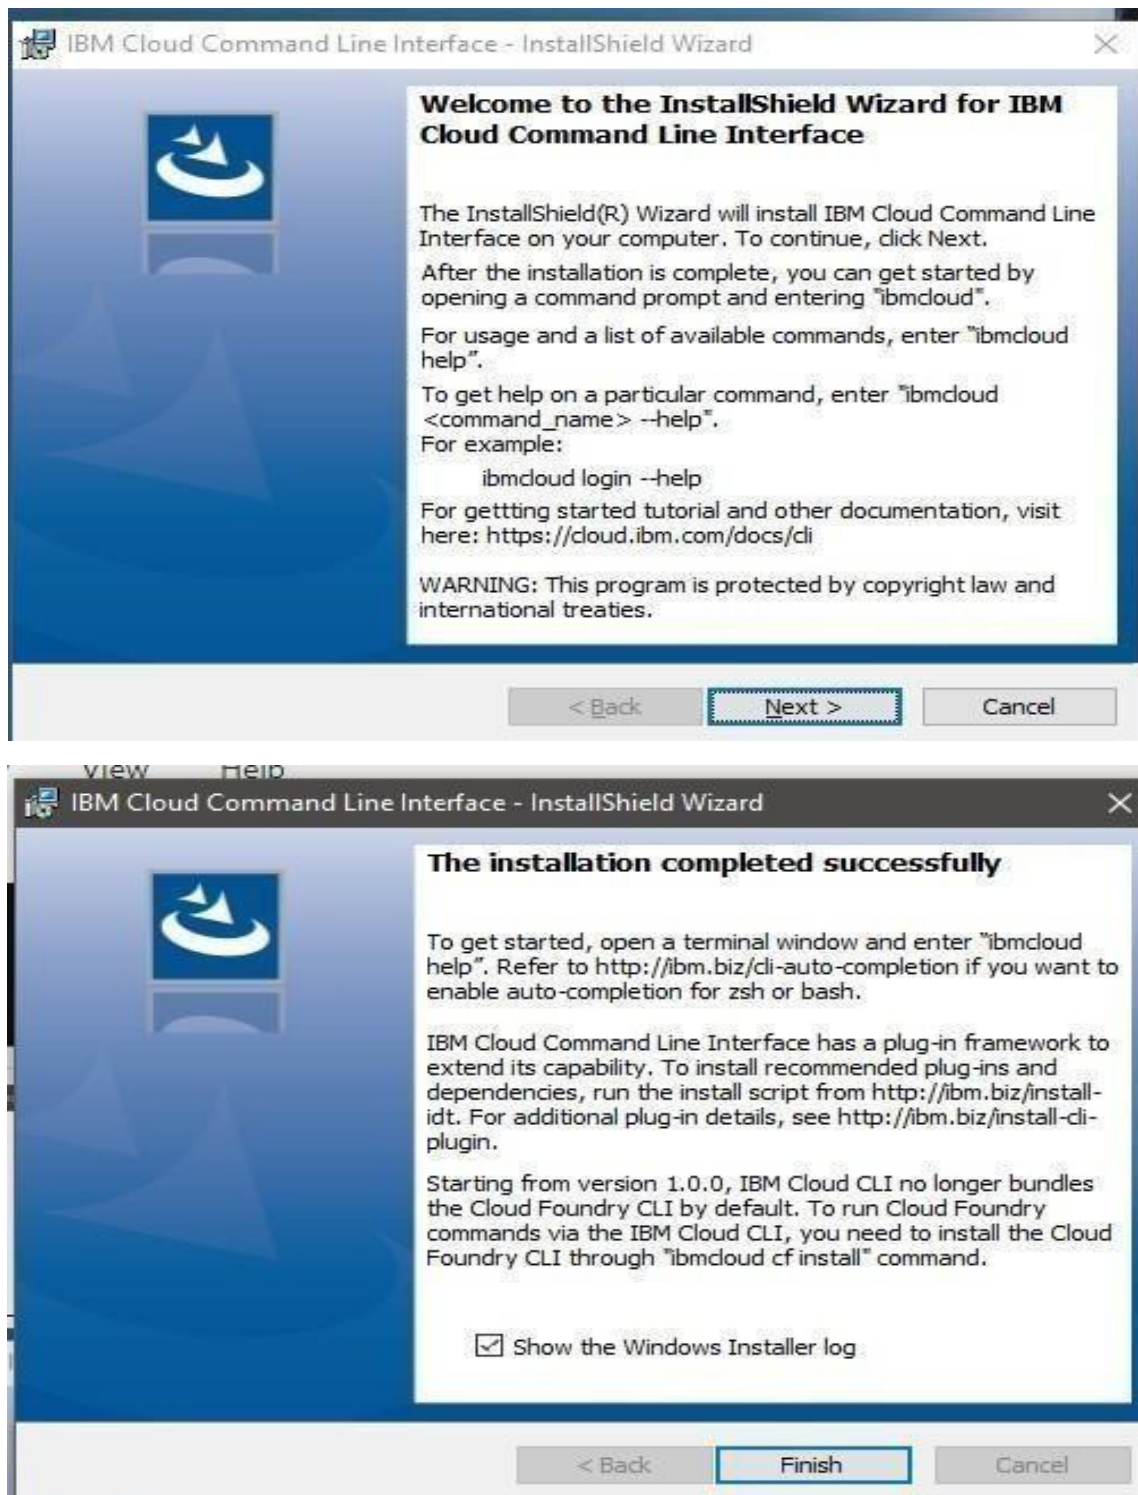 IBM Cloud Command Line Interface - InstallShield Wizard
Welcome to the InstallShield Wizard for IBM
Cloud Command Line Interface
The InstallShield(R) Wizard will install IBM Cloud Command Line
Interface on your computer. To continue, click Next.
After the installation is complete, you can get started by
opening a command prompt and entering "ibmcloud".
For usage and a list of available commands, enter "ibmcloud
help".
To get help on a particular command, enter "ibmcloud
<command_name> --help".
For example:
ibmcloud login --help
For gettting started tutorial and other documentation, visit
here: https://cloud.ibm.com/docs/cli
WARNING: This program is protected by copyright law and
international treaties.
< Back Next > Cancel
View Help
IBM Cloud Command Line Interface - InstallShield Wizard
The installation completed successfully
To get started, open a terminal window and enter "ibmcloud
help". Refer to http://ibm.biz/cli-auto-completion if you want to
enable auto-completion for zsh or bash.
IBM Cloud Command Line Interface has a plug-in framework to
extend its capability. To install recommended plug-ins and
dependencies, run the install script from http://ibm.biz/install-
idt. For additional plug-in details, see http://ibm.biz/install-cli-
plugin.
Starting from version 1.0.0, IBM Cloud CLI no longer bundles
the Cloud Foundry CLI by default. To run Cloud Foundry
commands via the IBM Cloud CLI, you need to install the Cloud
Foundry CLI through "ibmcloud cf install" command.
Show the Windows Installer log
< Back Finish Cancel